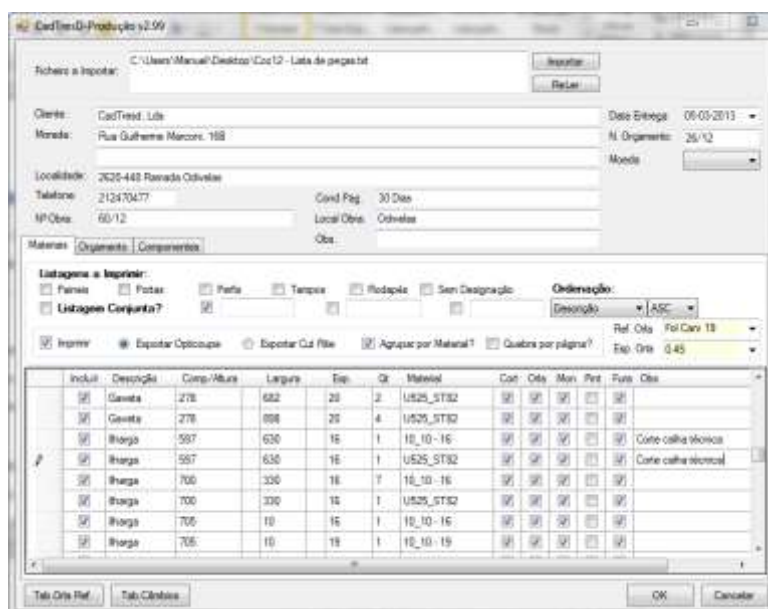 CadTrenD-Produção v2.99
Ficheiro a Importar:
C:\Users\Manuel\Desktop\Coz12 - Lista de peças.txt
Importar
ReLer
Cliente: CadTrend, Lda
Data Entrega: 05-03-2013
Morada: Rua Guilherme Marconi, 16B
N. Orçamento: 26/12
Moeda:
Localidade: 2620-448 Ramada Odivelas
Telefone: 212470477 Cond Pag: 30 Dias
Nº Obra: 60/12 Local Obra: Odivelas
Obs.
Materiais Orçamento Componentes
Listagens a Imprimir: Ordenação:
Paineis Portas Perfis Tampos Rodapés Sem Designação
Listagem Conjunta? Descrição ASC
Ref. Orla Fol Carv 19
Imprimir Exportar Opticoupe Exportar Cut Rite Agrupar por Material? Quebra por página?
Esp. Orla 0.45
Incluir Descrição Comp./Altura Largura Esp. Qt Material Cort Orla Mon Pint Furo Obs
Gaveta 278 682 20 2 U525_ST82
Gaveta 278 898 20 4 U525_ST82
Ilharga 597 630 16 1 10_10 - 16 Corte calha técnica
Ilharga 597 630 16 1 U525_ST82 Corte calha técnica
Ilharga 700 330 16 7 10_10 - 16
Ilharga 700 330 16 1 U525_ST82
Ilharga 705 10 16 1 10_10 - 16
Ilharga 705 10 19 1 10_10 - 19
Tab.Orla Ref. Tab.Câmbios OK Cancelar